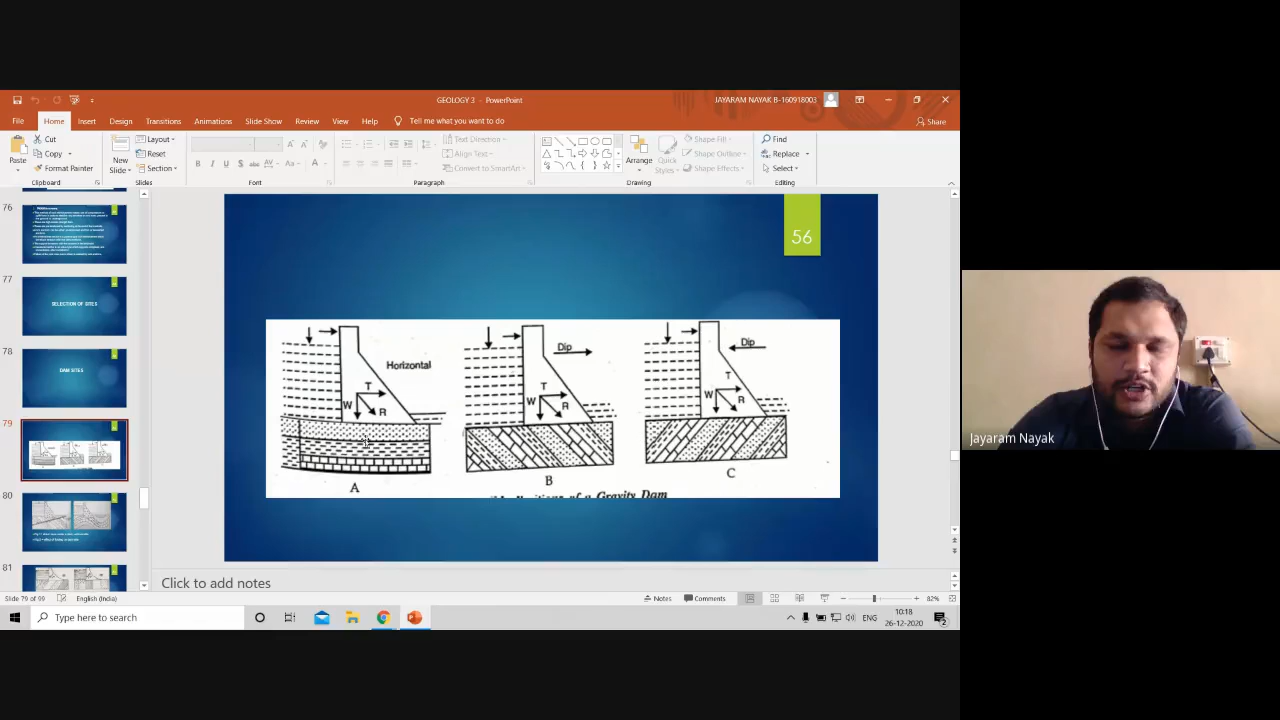 GEOLOGY 3 - PowerPoint
JAYARAM NAYAK B-160918003
File Home Insert Design Transitions Animations Slide Show Review View Help Tell me what you want to do
Share
Paste
Cut
Copy
Format Painter
Clipboard
New
Slide
Layout
Reset
Section
Slides
Font
Text Direction
Align Text
Convert to SmartArt
Paragraph
Arrange
Quick
Styles
Shape Fill
Shape Outline
Shape Effects
Drawing
Find
Replace
Select
Editing
76
77
SELECTION OF SITES
78
DAM SITES
79
80
81
56
Horizontal
T
W
R
A
Dip
T
W
R
B
Dip
T
W
R
C
of a Gravity Dam
Click to add notes
Slide 79 of 99
English (India)
Notes
Comments
82%
Type here to search
ENG
10:18
26-12-2020
2
Jayaram Nayak